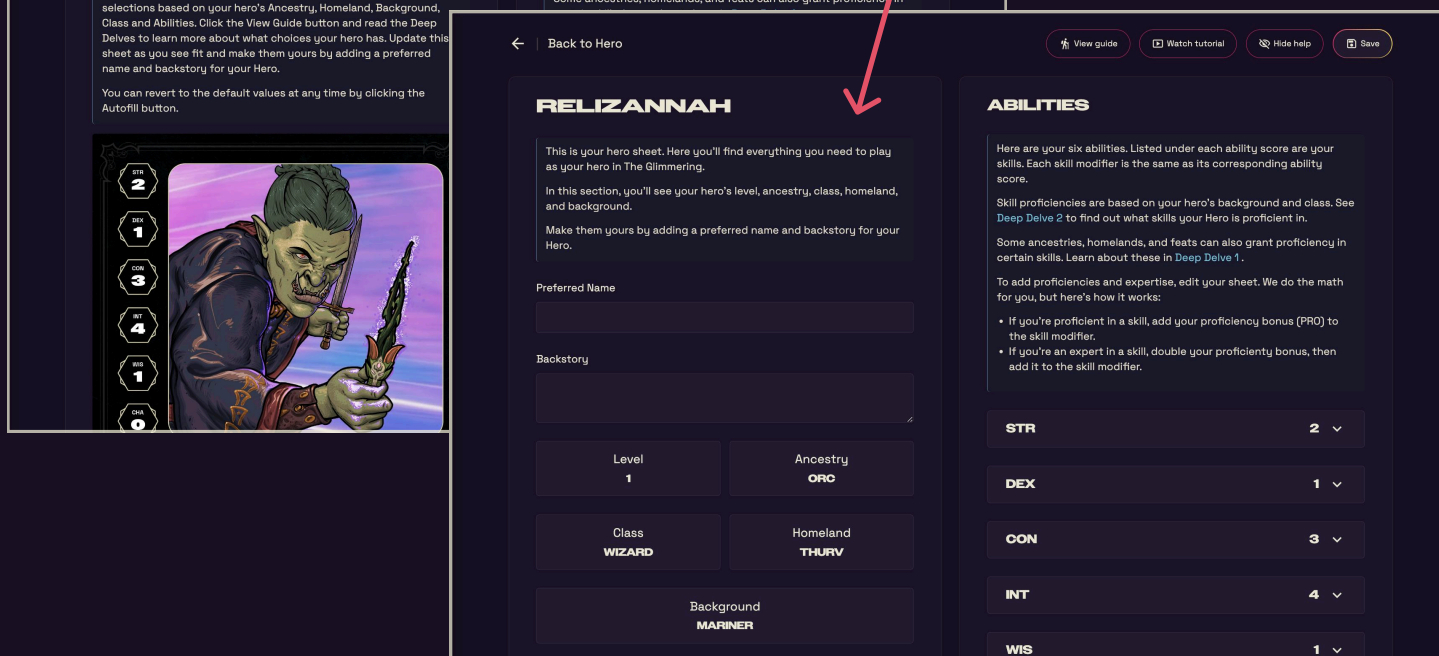 selections based on your hero's Ancestry, Homeland, Background,
Class and Abilities. Click the View Guide button and read the Deep
Delves to learn more about what choices your hero has. Update this
sheet as you see fit and make them yours by adding a preferred
name and backstory for your Hero.
You can revert to the default values at any time by clicking the
Autofill button.
STR
2
DEX
1
CON
3
INT
4
WIS
1
CHA
0
Some ancestries, homelands, and feats can also grant proficiency in
Back to Hero
View guide
Watch tutorial
Hide help
Save
RELIZANNAH
This is your hero sheet. Here you'll find everything you need to play
as your hero in The Glimmering.
In this section, you'll see your hero's level, ancestry, class, homeland,
and background.
Make them yours by adding a preferred name and backstory for your
Hero.
Preferred Name
Backstory
Level
1
Ancestry
ORC
Class
WIZARD
Homeland
THURV
Background
MARINER
ABILITIES
Here are your six abilities. Listed under each ability score are your
skills. Each skill modifier is the same as its corresponding ability
score.
Skill proficiencies are based on your hero's background and class. See
Deep Delve 2 to find out what skills your Hero is proficient in.
Some ancestries, homelands, and feats can also grant proficiency in
certain skills. Learn about these in Deep Delve 1 .
To add proficiencies and expertise, edit your sheet. We do the math
for you, but here's how it works:
• If you're proficient in a skill, add your proficiency bonus (PRO) to
the skill modifier.
• If you're an expert in a skill, double your proficienty bonus, then
add it to the skill modifier.
STR 2
DEX 1
CON 3
INT 4
WIS 1